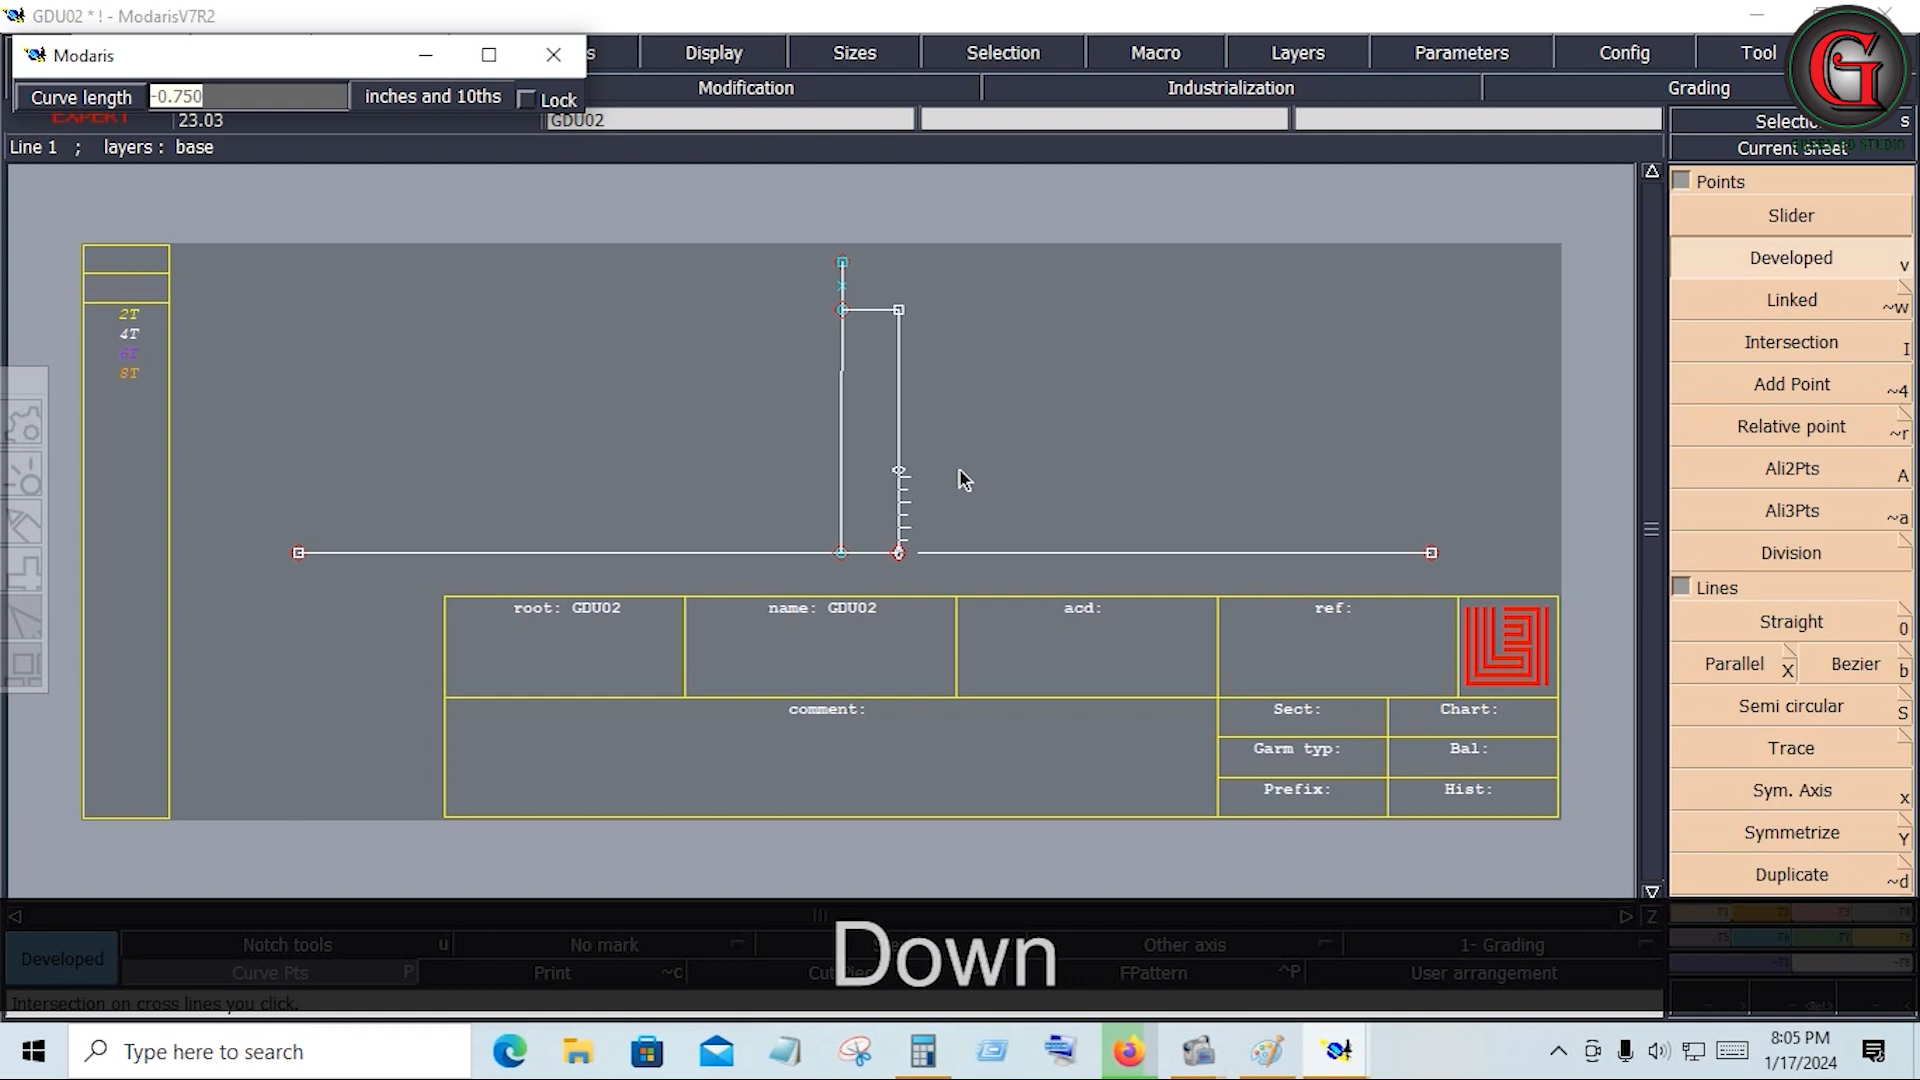 GDU02 * ! - ModarisV7R2
Modaris
Display
Sizes
Selection
Macro
Layers
Parameters
Config
Tool
Curve length
-0.750
inches and 10ths
Lock
Modification
Industrialization
Grading
EXPERT
23.03
GDU02
Selection s
Line 1 ; layers : base
Current sheet
Points
Slider
Developed v
Linked ~w
Intersection I
Add Point ~4
Relative point ~r
Ali2Pts A
Ali3Pts ~a
Division
Lines
Straight 0
Parallel X
Bezier b
Semi circular S
Trace
Sym. Axis x
Symmetrize Y
Duplicate ~d
2T
4T
6T
8T
root: GDU02
name: GDU02
acd:
ref:
comment:
Sect:
Chart:
Garm typ:
Bal:
Prefix:
Hist:
Down
Developed
Notch tools u
No mark
Other axis
1- Grading
Curve Pts P
Print ~c
FPattern ^P
User arrangement
Intersection on cross lines you click.
Type here to search
8:05 PM
1/17/2024